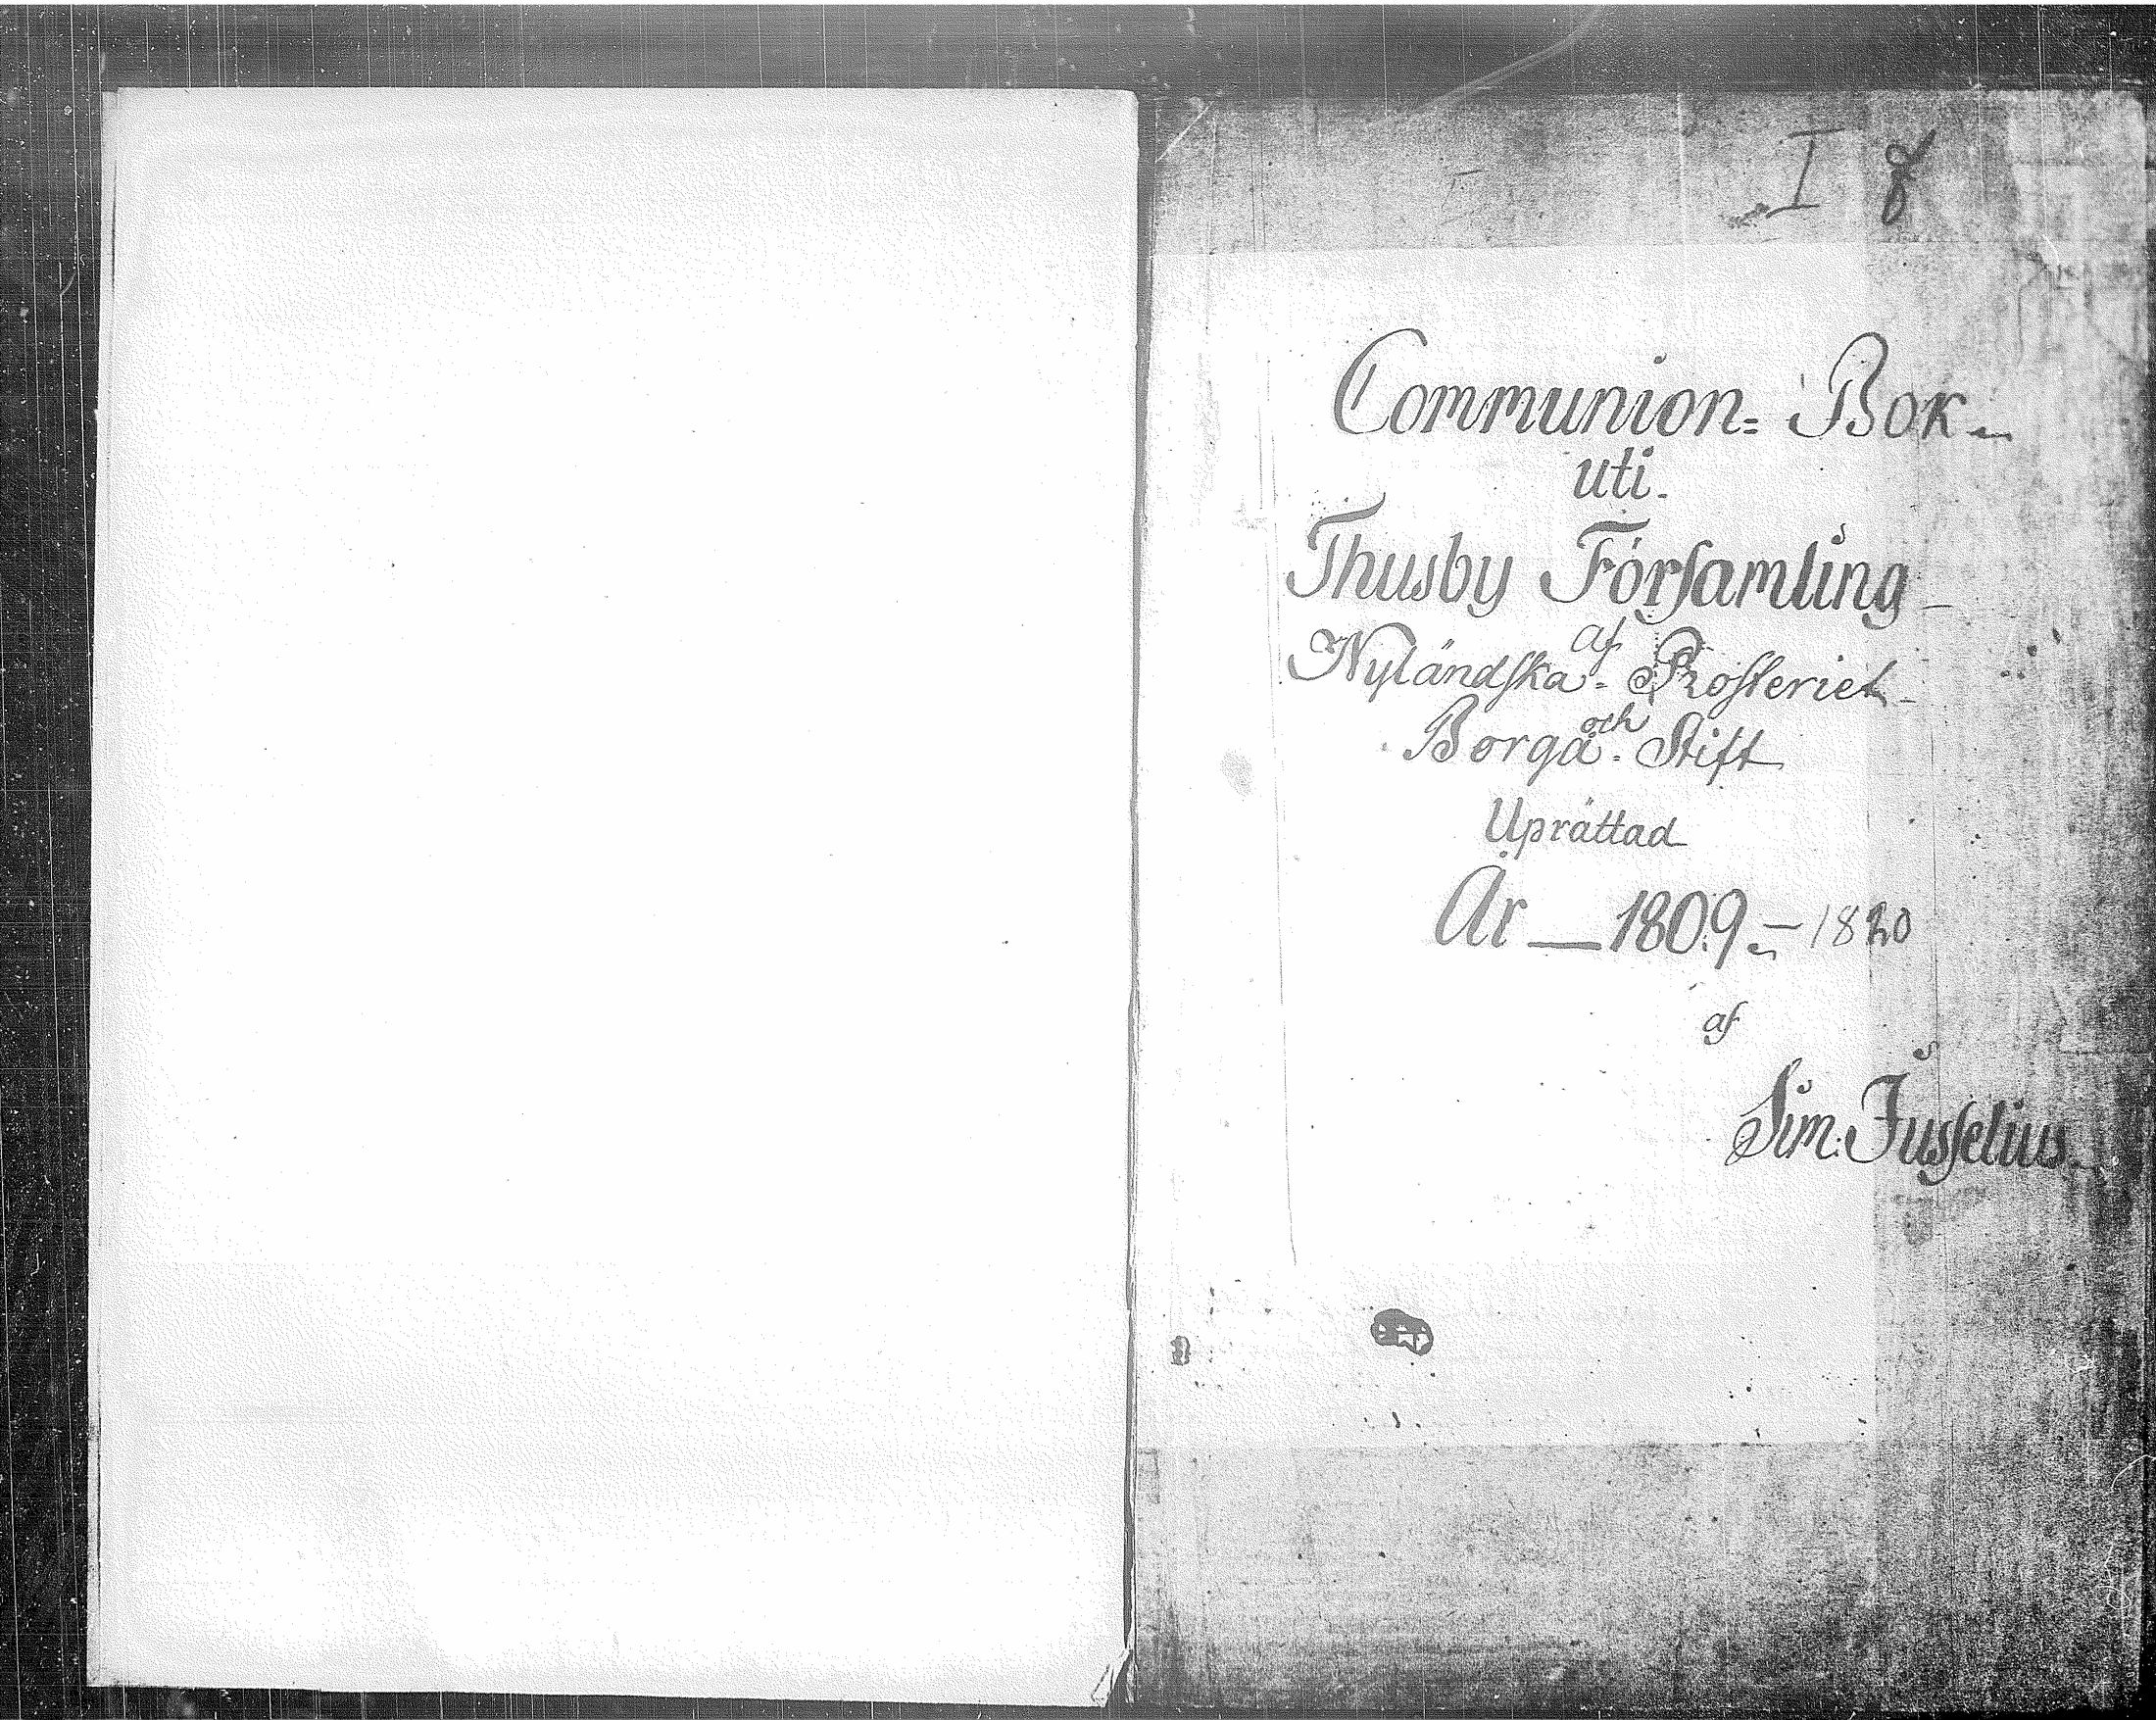 I 8
Communion= Bok
uti.
Thusby Församling
af
Nyländska= Prosteriet
och
Borgå= Stift
Uprättad
År — 1809 — 1820
af
Sim: Jusselius.